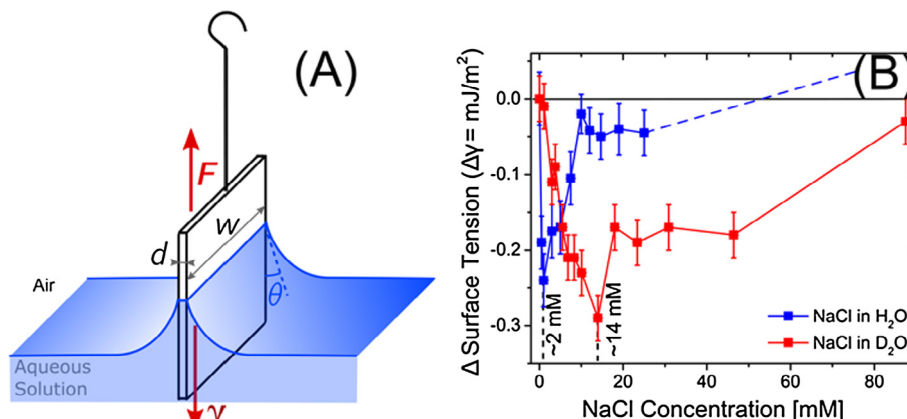 (A)
F
w
d
Air
θ
Aqueous
Solution
γ
(B)
Δ Surface Tension (Δγ = mJ/m²)
0.0
-0.1
-0.2
-0.3
~2 mM
~14 mM
NaCl in H₂O
NaCl in D₂O
0 20 40 60 80
NaCl Concentration [mM]